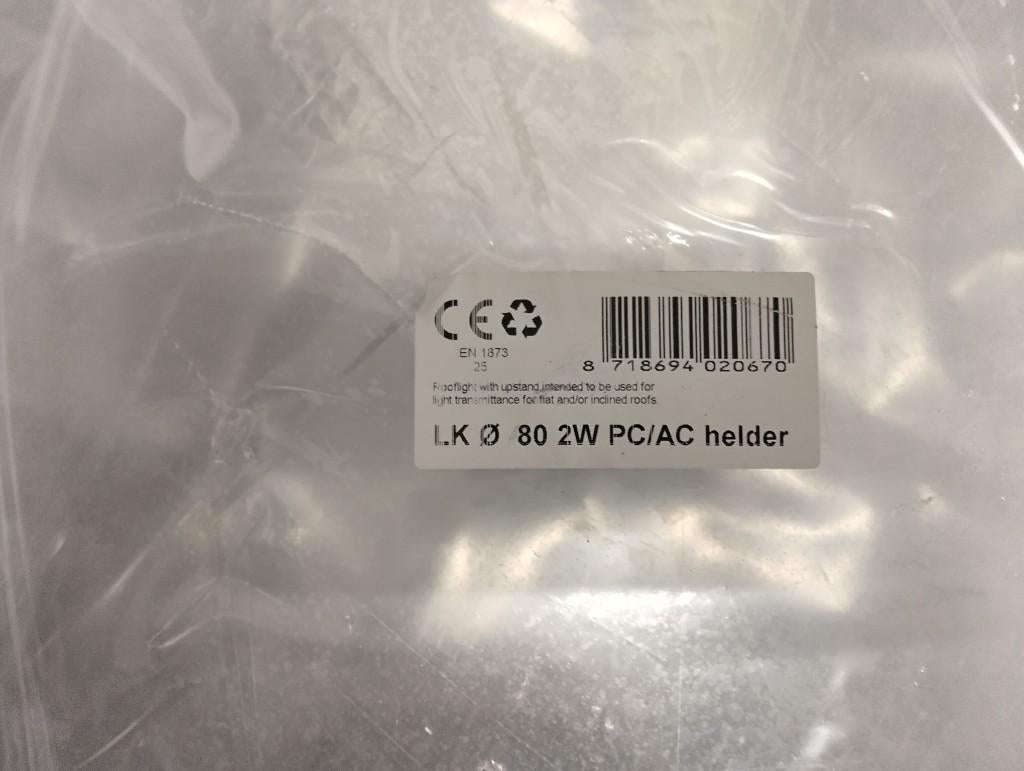 CE
EN 1873
25
8 718694 020670
Rooflight with upstand intended to be used for
light transmittance for flat and/or inclined roofs.
LK Ø 80 2W PC/AC helder